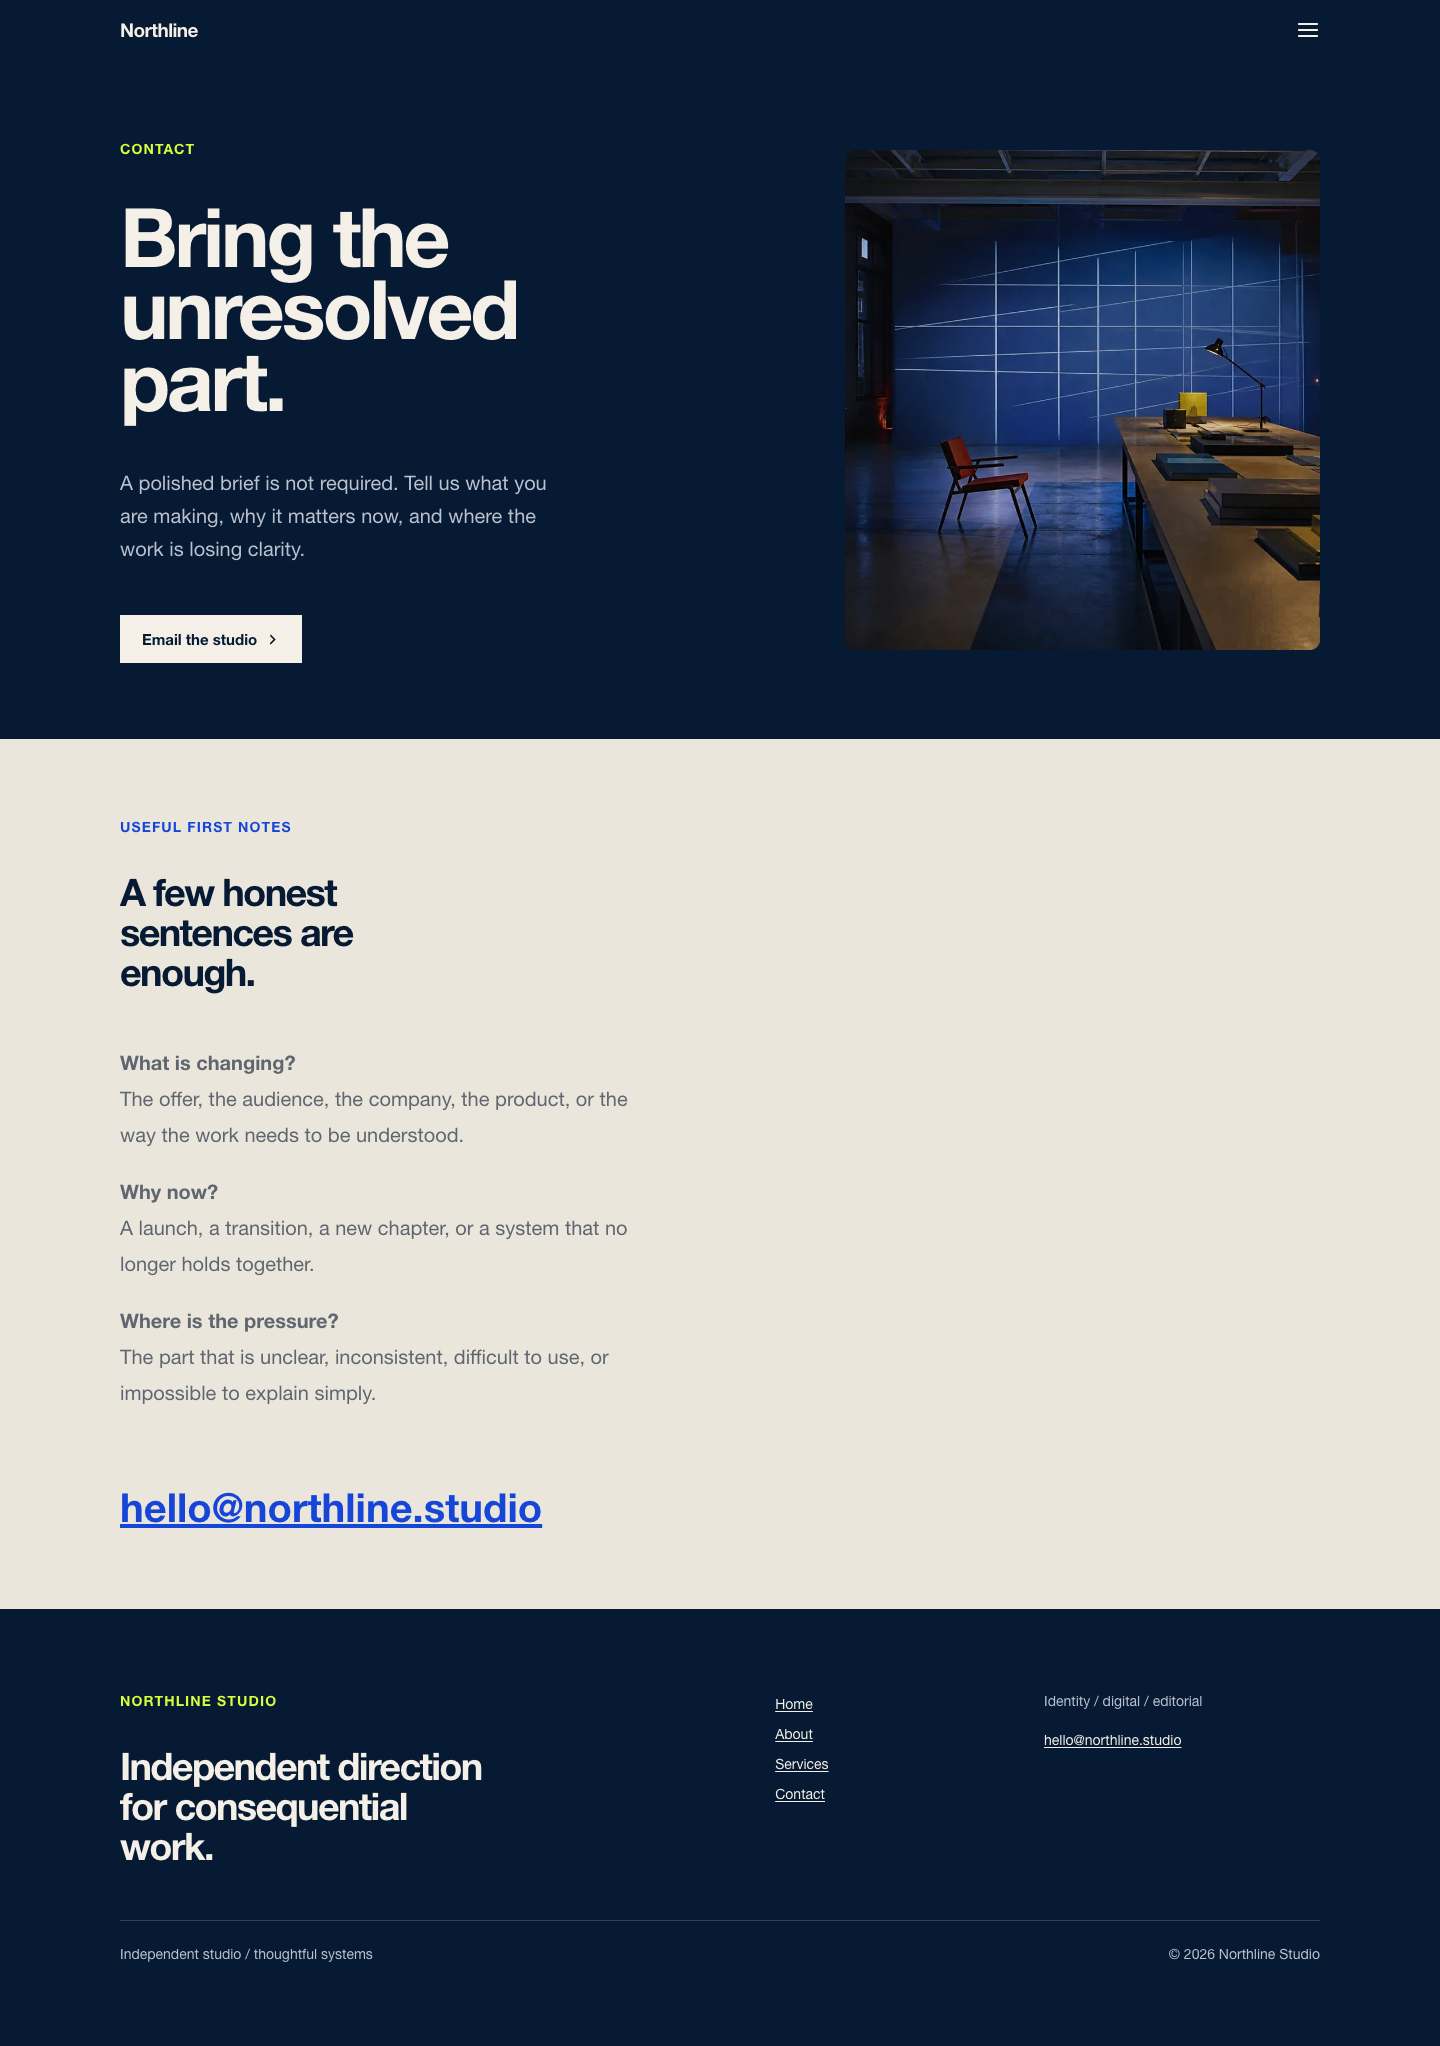 Northline
CONTACT
Bring the
unresolved
part.
A polished brief is not required. Tell us what you
are making, why it matters now, and where the
work is losing clarity.
Email the studio
USEFUL FIRST NOTES
A few honest
sentences are
enough.
What is changing?
The offer, the audience, the company, the product, or the
way the work needs to be understood.
Why now?
A launch, a transition, a new chapter, or a system that no
longer holds together.
Where is the pressure?
The part that is unclear, inconsistent, difficult to use, or
impossible to explain simply.
hello@northline.studio
NORTHLINE STUDIO
Independent direction
for consequential
work.
Home
About
Services
Contact
Identity / digital / editorial
hello@northline.studio
Independent studio / thoughtful systems
© 2026 Northline Studio